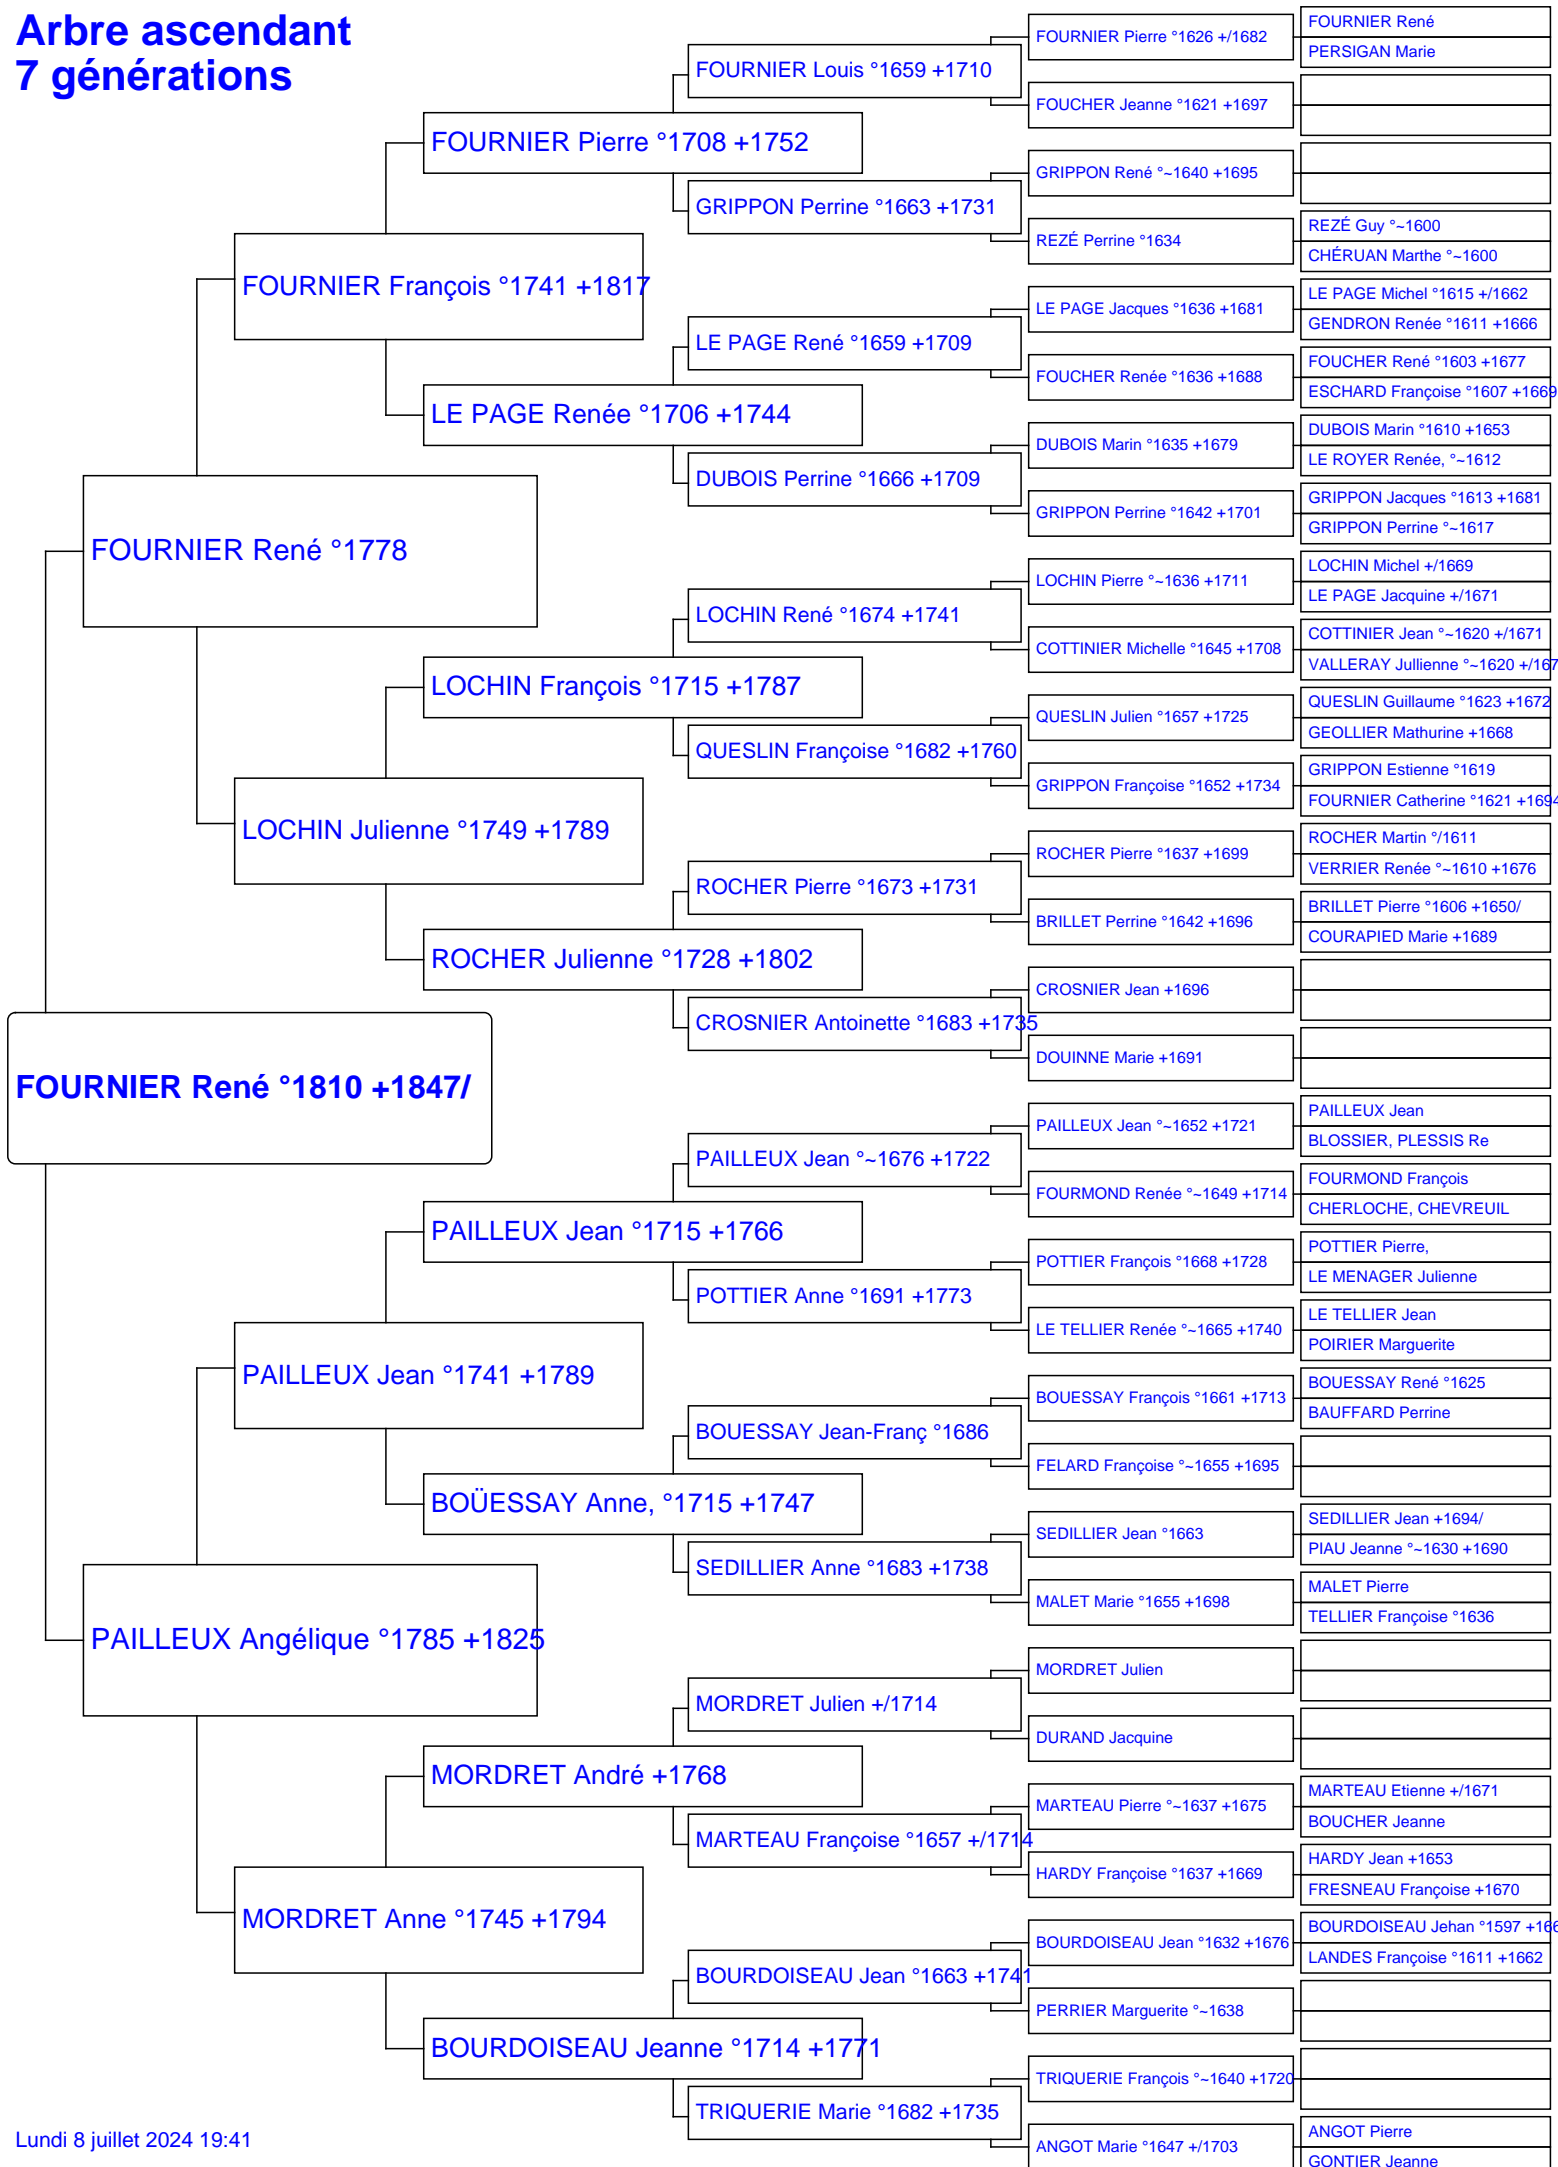 Arbre ascendant
7 générations
FOURNIER René °1810 +1847/
FOURNIER René °1778
PAILLEUX Angélique °1785 +1825
FOURNIER François °1741 +1817
LOCHIN Julienne °1749 +1789
PAILLEUX Jean °1741 +1789
MORDRET Anne °1745 +1794
FOURNIER Pierre °1708 +1752
LE PAGE Renée °1706 +1744
LOCHIN François °1715 +1787
ROCHER Julienne °1728 +1802
PAILLEUX Jean °1715 +1766
BOÜESSAY Anne, °1715 +1747
MORDRET André +1768
BOURDOISEAU Jeanne °1714 +1771
FOURNIER Louis °1659 +1710
GRIPPON Perrine °1663 +1731
LE PAGE René °1659 +1709
DUBOIS Perrine °1666 +1709
LOCHIN René °1674 +1741
QUESLIN Françoise °1682 +1760
ROCHER Pierre °1673 +1731
CROSNIER Antoinette °1683 +1735
PAILLEUX Jean °~1676 +1722
POTTIER Anne °1691 +1773
BOUESSAY Jean-Franç °1686
SEDILLIER Anne °1683 +1738
MORDRET Julien +/1714
MARTEAU Françoise °1657 +/1714
BOURDOISEAU Jean °1663 +1741
TRIQUERIE Marie °1682 +1735
FOURNIER Pierre °1626 +/1682
FOUCHER Jeanne °1621 +1697
GRIPPON René °~1640 +1695
REZÉ Perrine °1634
LE PAGE Jacques °1636 +1681
FOUCHER Renée °1636 +1688
DUBOIS Marin °1635 +1679
GRIPPON Perrine °1642 +1701
LOCHIN Pierre °~1636 +1711
COTTINIER Michelle °1645 +1708
QUESLIN Julien °1657 +1725
GRIPPON Françoise °1652 +1734
ROCHER Pierre °1637 +1699
BRILLET Perrine °1642 +1696
CROSNIER Jean +1696
DOUINNE Marie +1691
PAILLEUX Jean °~1652 +1721
FOURMOND Renée °~1649 +1714
POTTIER François °1668 +1728
LE TELLIER Renée °~1665 +1740
BOUESSAY François °1661 +1713
FELARD Françoise °~1655 +1695
SEDILLIER Jean °1663
MALET Marie °1655 +1698
MORDRET Julien
DURAND Jacquine
MARTEAU Pierre °~1637 +1675
HARDY Françoise °1637 +1669
BOURDOISEAU Jean °1632 +1676
PERRIER Marguerite °~1638
TRIQUERIE François °~1640 +1720
ANGOT Marie °1647 +/1703
FOURNIER René
PERSIGAN Marie
REZÉ Guy °~1600
CHÉRUAN Marthe °~1600
LE PAGE Michel °1615 +/1662
GENDRON Renée °1611 +1666
FOUCHER René °1603 +1677
ESCHARD Françoise °1607 +1669
DUBOIS Marin °1610 +1653
LE ROYER Renée, °~1612
GRIPPON Jacques °1613 +1681
GRIPPON Perrine °~1617
LOCHIN Michel +/1669
LE PAGE Jacquine +/1671
COTTINIER Jean °~1620 +/1671
VALLERAY Jullienne °~1620 +/167
QUESLIN Guillaume °1623 +1672
GEOLLIER Mathurine +1668
GRIPPON Estienne °1619
FOURNIER Catherine °1621 +1694
ROCHER Martin °/1611
VERRIER Renée °~1610 +1676
BRILLET Pierre °1606 +1650/
COURAPIED Marie +1689
PAILLEUX Jean
BLOSSIER, PLESSIS Re
FOURMOND François
CHERLOCHE, CHEVREUIL
POTTIER Pierre,
LE MENAGER Julienne
LE TELLIER Jean
POIRIER Marguerite
BOUESSAY René °1625
BAUFFARD Perrine
SEDILLIER Jean +1694/
PIAU Jeanne °~1630 +1690
MALET Pierre
TELLIER Françoise °1636
MARTEAU Etienne +/1671
BOUCHER Jeanne
HARDY Jean +1653
FRESNEAU Françoise +1670
BOURDOISEAU Jehan °1597 +166
LANDES Françoise °1611 +1662
ANGOT Pierre
GONTIER Jeanne
Lundi 8 juillet 2024 19:41